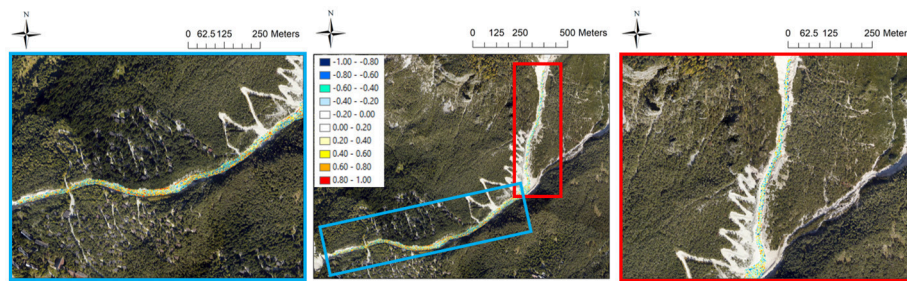 N
0 62.5 125 250 Meters
N
0 125 250 500 Meters
N
0 62.5 125 250 Meters
-1.00 - -0.80
-0.80 - -0.60
-0.60 - -0.40
-0.40 - -0.20
-0.20 - 0.00
0.00 - 0.20
0.20 - 0.40
0.40 - 0.60
0.60 - 0.80
0.80 - 1.00